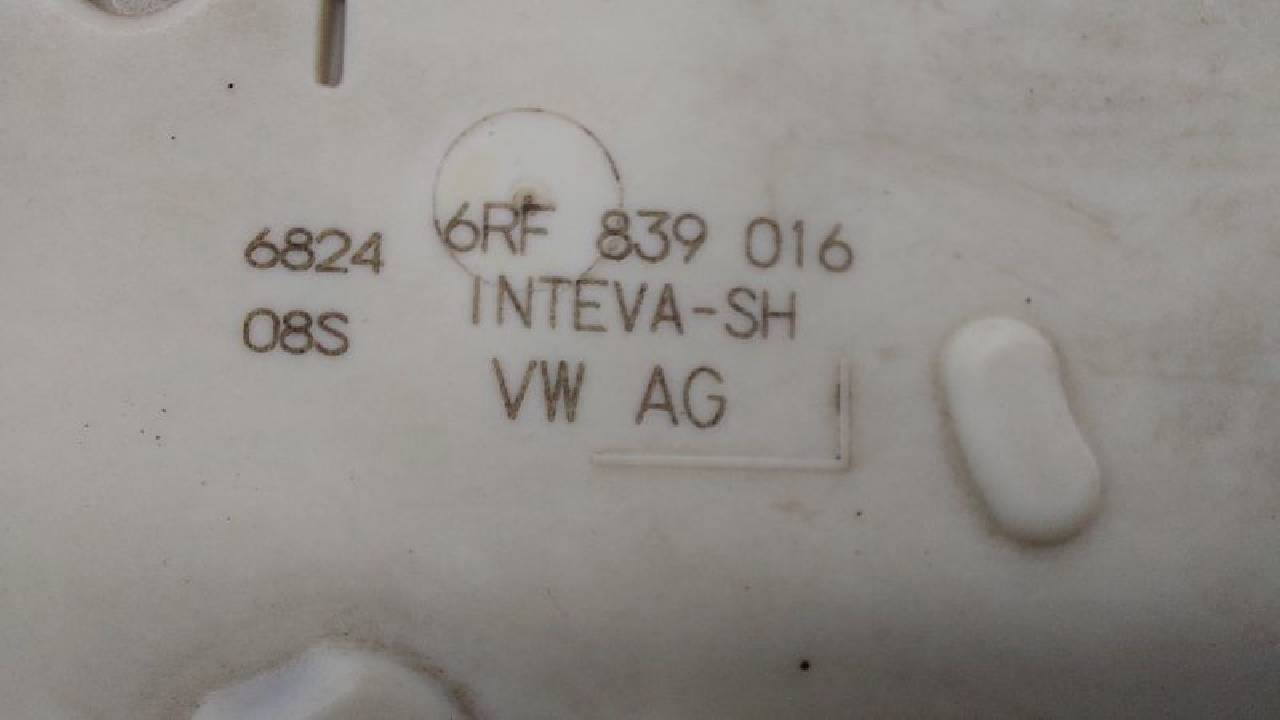 6824
08S
6RF 839 016
INTEVA-SH
VW AG